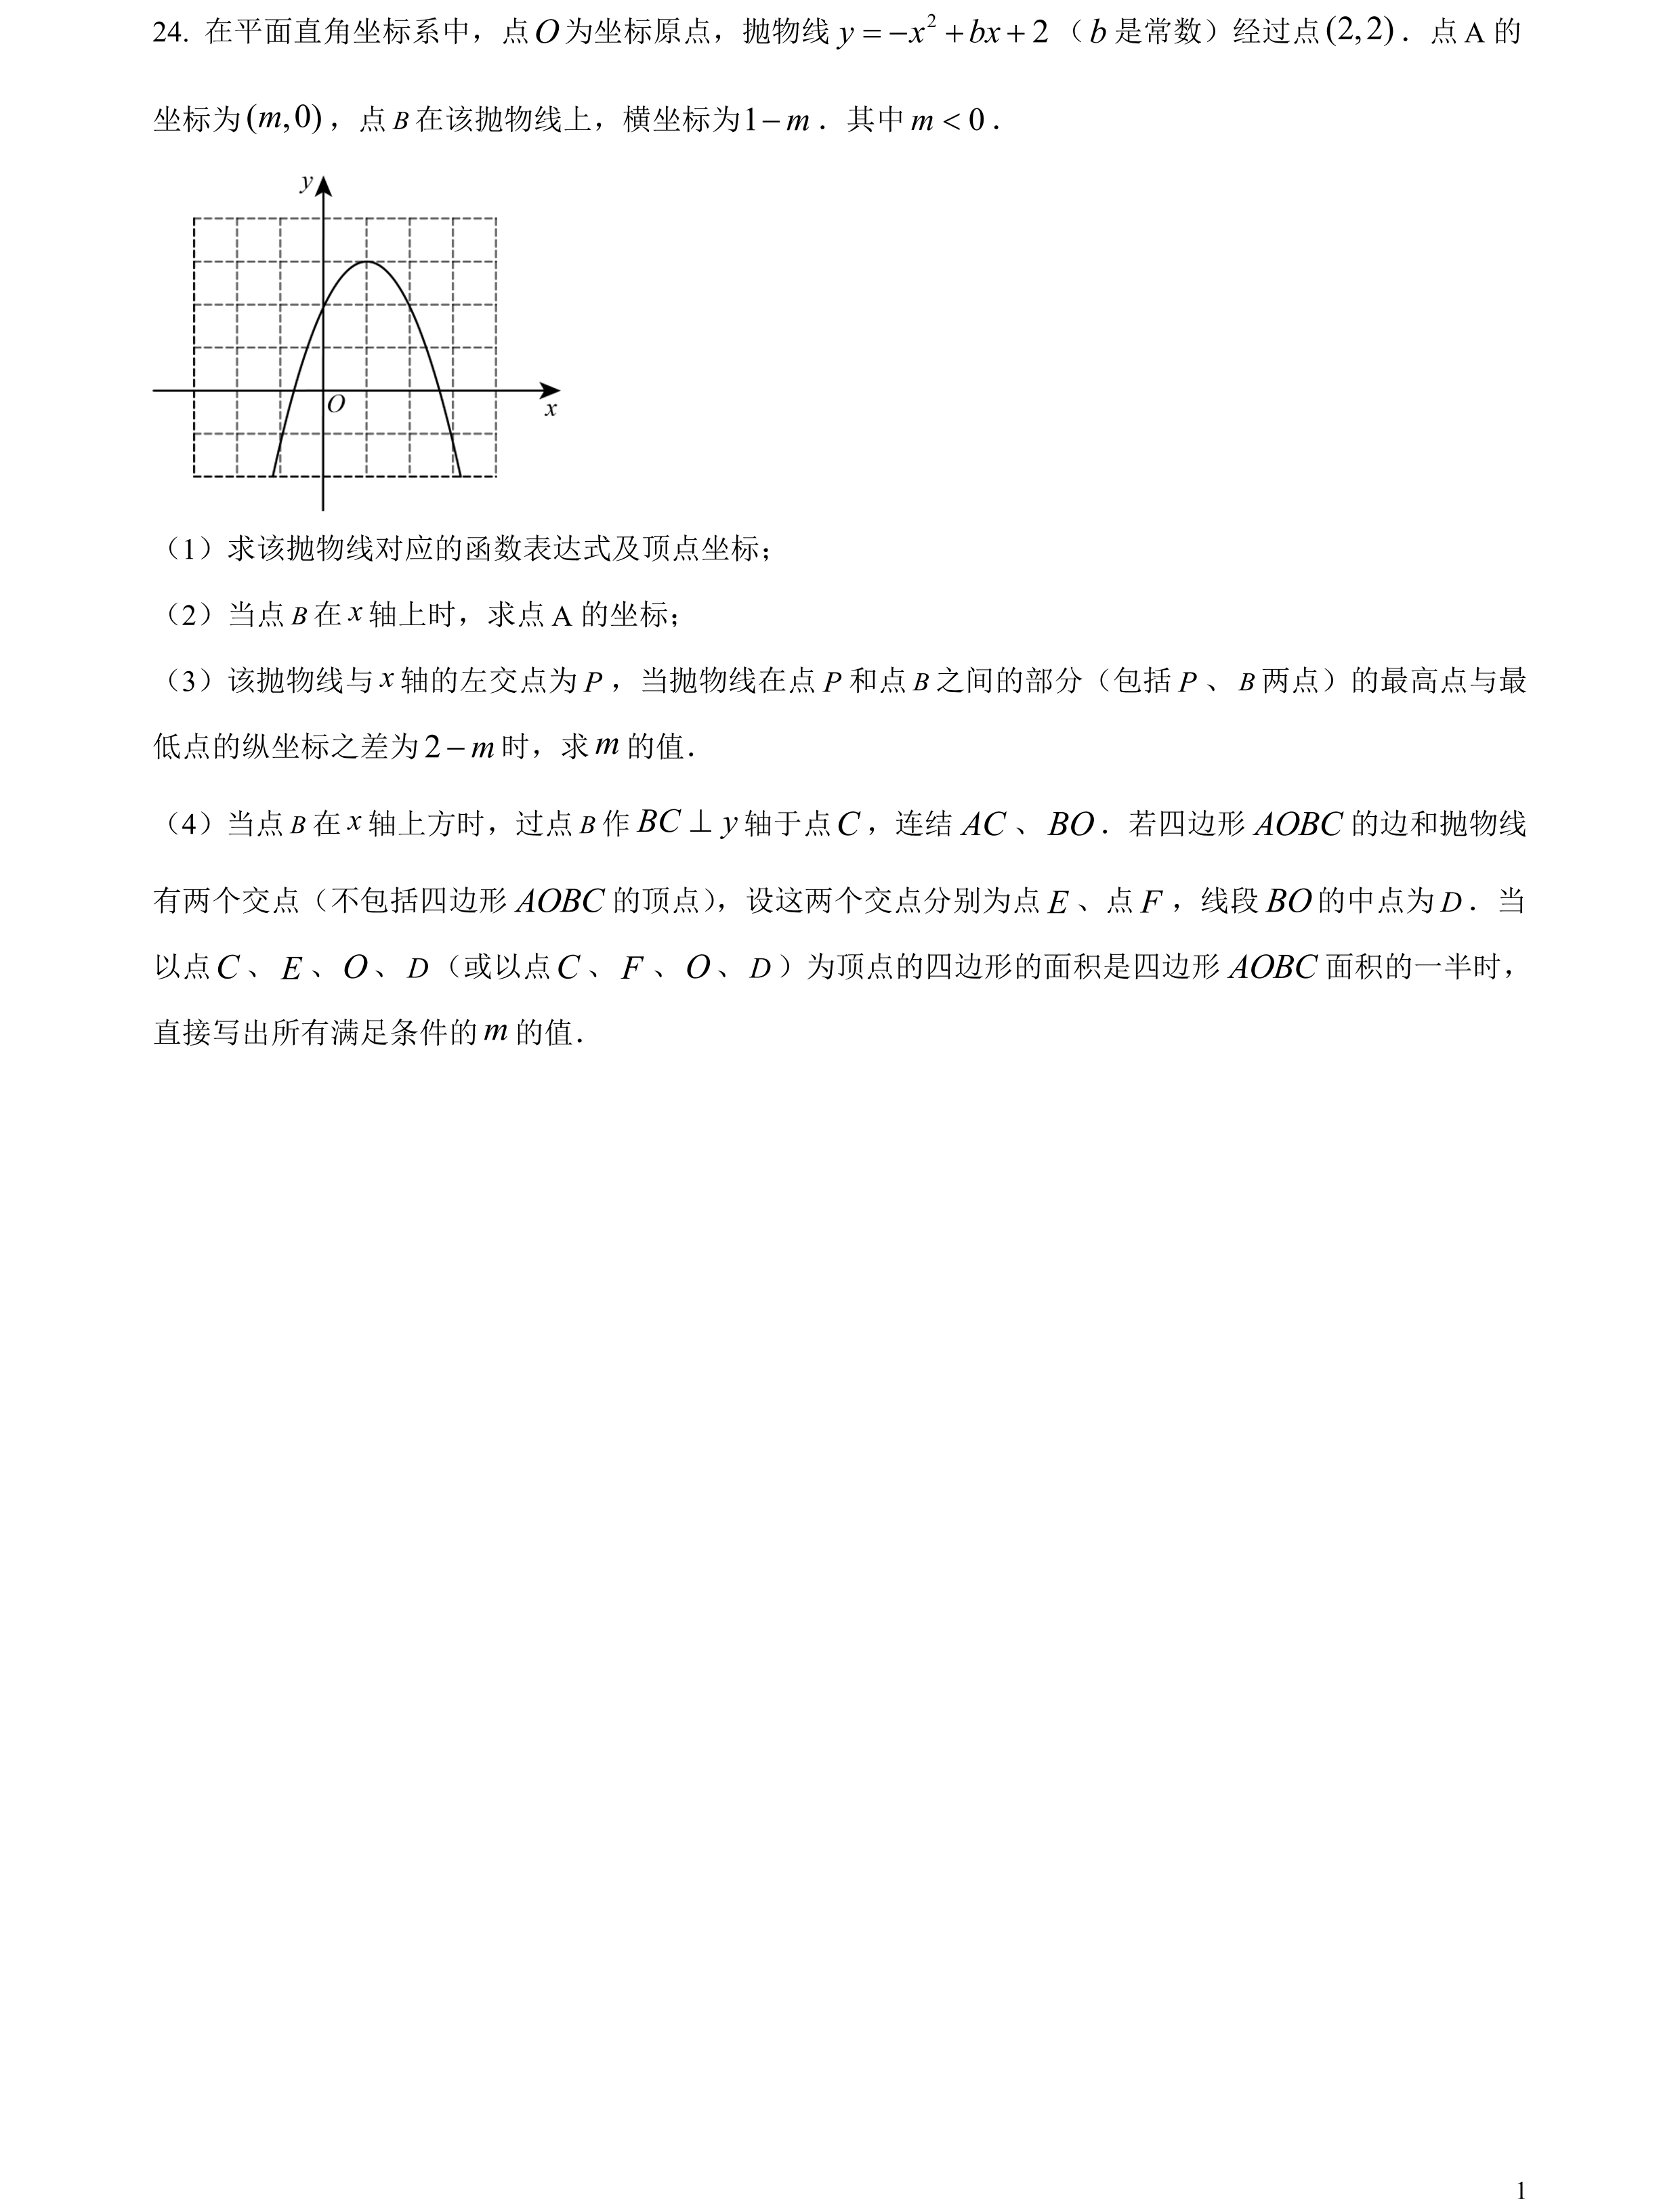 24. 在平面直角坐标系中，点 O 为坐标原点，抛物线 y = −x² + bx + 2（b 是常数）经过点 (2,2)．点 A 的
坐标为 (m,0)，点 B 在该抛物线上，横坐标为 1 − m．其中 m < 0．
y
O
x
（1）求该抛物线对应的函数表达式及顶点坐标；
（2）当点 B 在 x 轴上时，求点 A 的坐标；
（3）该抛物线与 x 轴的左交点为 P，当抛物线在点 P 和点 B 之间的部分（包括 P、B 两点）的最高点与最
低点的纵坐标之差为 2 − m 时，求 m 的值．
（4）当点 B 在 x 轴上方时，过点 B 作 BC ⊥ y 轴于点 C，连结 AC、BO．若四边形 AOBC 的边和抛物线
有两个交点（不包括四边形 AOBC 的顶点），设这两个交点分别为点 E、点 F，线段 BO 的中点为 D．当
以点 C、E、O、D（或以点 C、F、O、D）为顶点的四边形的面积是四边形 AOBC 面积的一半时，
直接写出所有满足条件的 m 的值．
1